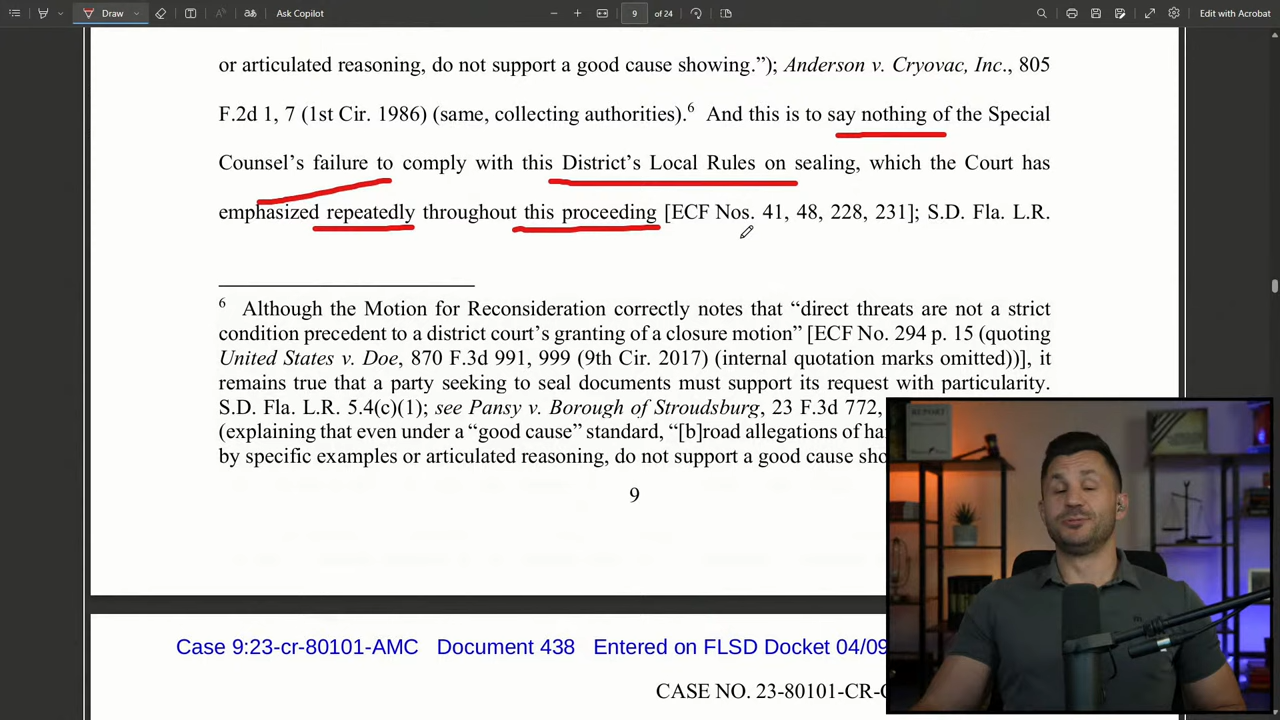 Draw
Ask Copilot
9
of 24
Edit with Acrobat
or articulated reasoning, do not support a good cause showing.”); Anderson v. Cryovac, Inc., 805
F.2d 1, 7 (1st Cir. 1986) (same, collecting authorities).6 And this is to say nothing of the Special
Counsel’s failure to comply with this District’s Local Rules on sealing, which the Court has
emphasized repeatedly throughout this proceeding [ECF Nos. 41, 48, 228, 231]; S.D. Fla. L.R.
6 Although the Motion for Reconsideration correctly notes that “direct threats are not a strict
condition precedent to a district court’s granting of a closure motion” [ECF No. 294 p. 15 (quoting
United States v. Doe, 870 F.3d 991, 999 (9th Cir. 2017) (internal quotation marks omitted))], it
remains true that a party seeking to seal documents must support its request with particularity.
S.D. Fla. L.R. 5.4(c)(1); see Pansy v. Borough of Stroudsburg, 23 F.3d 772,
(explaining that even under a “good cause” standard, “[b]road allegations of ha
by specific examples or articulated reasoning, do not support a good cause sho
9
Case 9:23-cr-80101-AMC Document 438 Entered on FLSD Docket 04/09
CASE NO. 23-80101-CR-C
REPORT